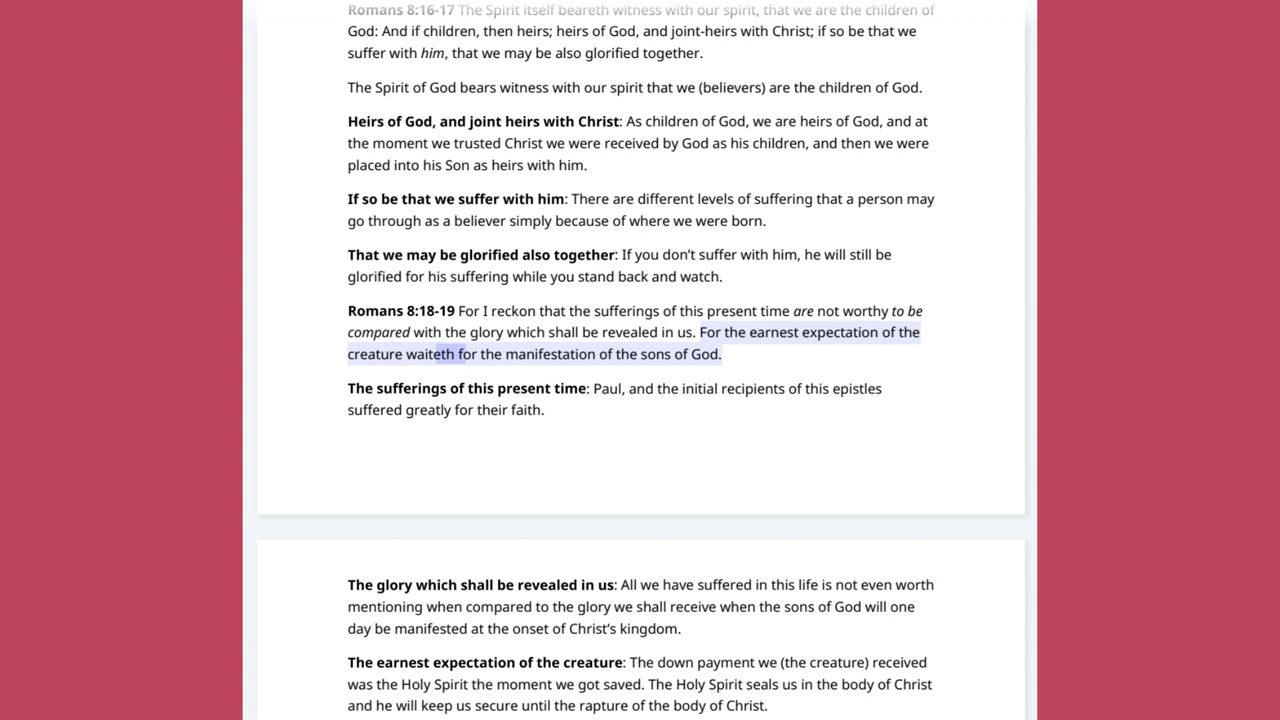 Romans 8:16-17 The Spirit itself beareth witness with our spirit, that we are the children of
God: And if children, then heirs; heirs of God, and joint-heirs with Christ; if so be that we
suffer with him, that we may be also glorified together.
The Spirit of God bears witness with our spirit that we (believers) are the children of God.
Heirs of God, and joint heirs with Christ: As children of God, we are heirs of God, and at
the moment we trusted Christ we were received by God as his children, and then we were
placed into his Son as heirs with him.
If so be that we suffer with him: There are different levels of suffering that a person may
go through as a believer simply because of where we were born.
That we may be glorified also together: If you don’t suffer with him, he will still be
glorified for his suffering while you stand back and watch.
Romans 8:18-19 For I reckon that the sufferings of this present time are not worthy to be
compared with the glory which shall be revealed in us. For the earnest expectation of the
creature waiteth for the manifestation of the sons of God.
The sufferings of this present time: Paul, and the initial recipients of this epistles
suffered greatly for their faith.
The glory which shall be revealed in us: All we have suffered in this life is not even worth
mentioning when compared to the glory we shall receive when the sons of God will one
day be manifested at the onset of Christ’s kingdom.
The earnest expectation of the creature: The down payment we (the creature) received
was the Holy Spirit the moment we got saved. The Holy Spirit seals us in the body of Christ
and he will keep us secure until the rapture of the body of Christ.